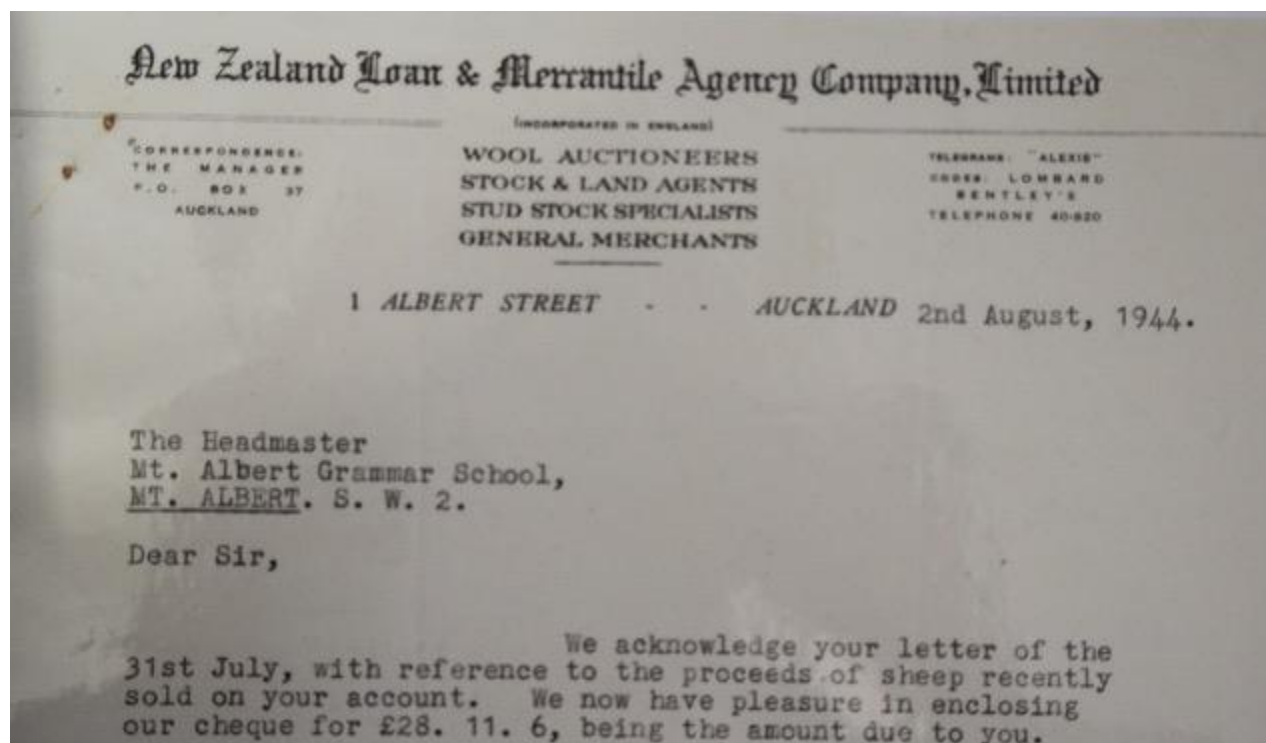 New Zealand Loan & Mercantile Agency Company, Limited
(INCORPORATED IN ENGLAND)
CORRESPONDENCE:
THE MANAGER
P.O. BOX 37
AUCKLAND
WOOL AUCTIONEERS
STOCK & LAND AGENTS
STUD STOCK SPECIALISTS
GENERAL MERCHANTS
TELEGRAMS: "ALEXIS"
CODES: LOMBARD
BENTLEY'S
TELEPHONE 40-820
1 ALBERT STREET - - AUCKLAND 2nd August, 1944.
The Headmaster
Mt. Albert Grammar School,
MT. ALBERT. S. W. 2.
Dear Sir,
We acknowledge your letter of the
31st July, with reference to the proceeds of sheep recently
sold on your account. We now have pleasure in enclosing
our cheque for £28. 11. 6, being the amount due to you.